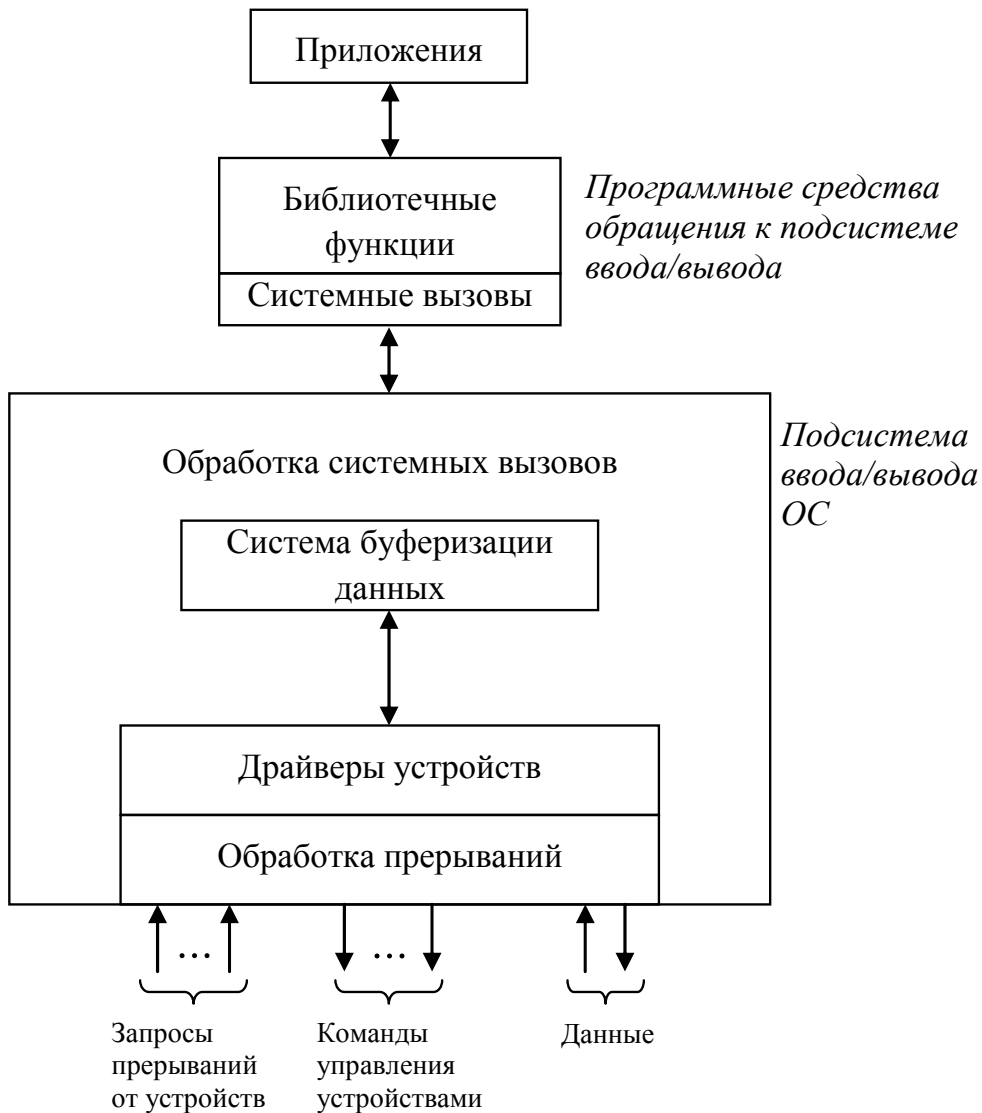 Приложения
Библиотечные
функции
Системные вызовы
Программные средства
обращения к подсистеме
ввода/вывода
Обработка системных вызовов
Подсистема
ввода/вывода
ОС
Система буферизации
данных
Драйверы устройств
Обработка прерываний
... ...
Запросы
прерываний
от устройств
Команды
управления
устройствами
Данные